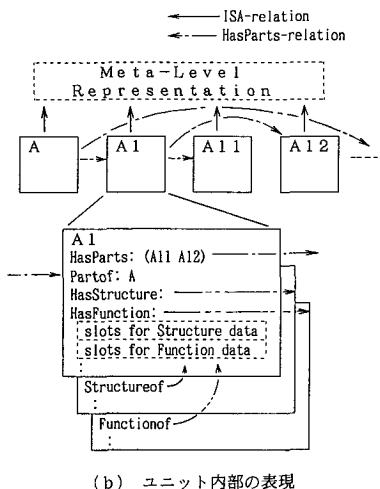 ISA-relation
HasParts-relation
Meta-Level
Representation
A
A1
A11
A12
A1
HasParts: (A11 A12)
Partof: A
HasStructure:
HasFunction:
slots for Structure data
slots for Function data
:
Structureof
:
Functionof
:
(b) ユニット内部の表現